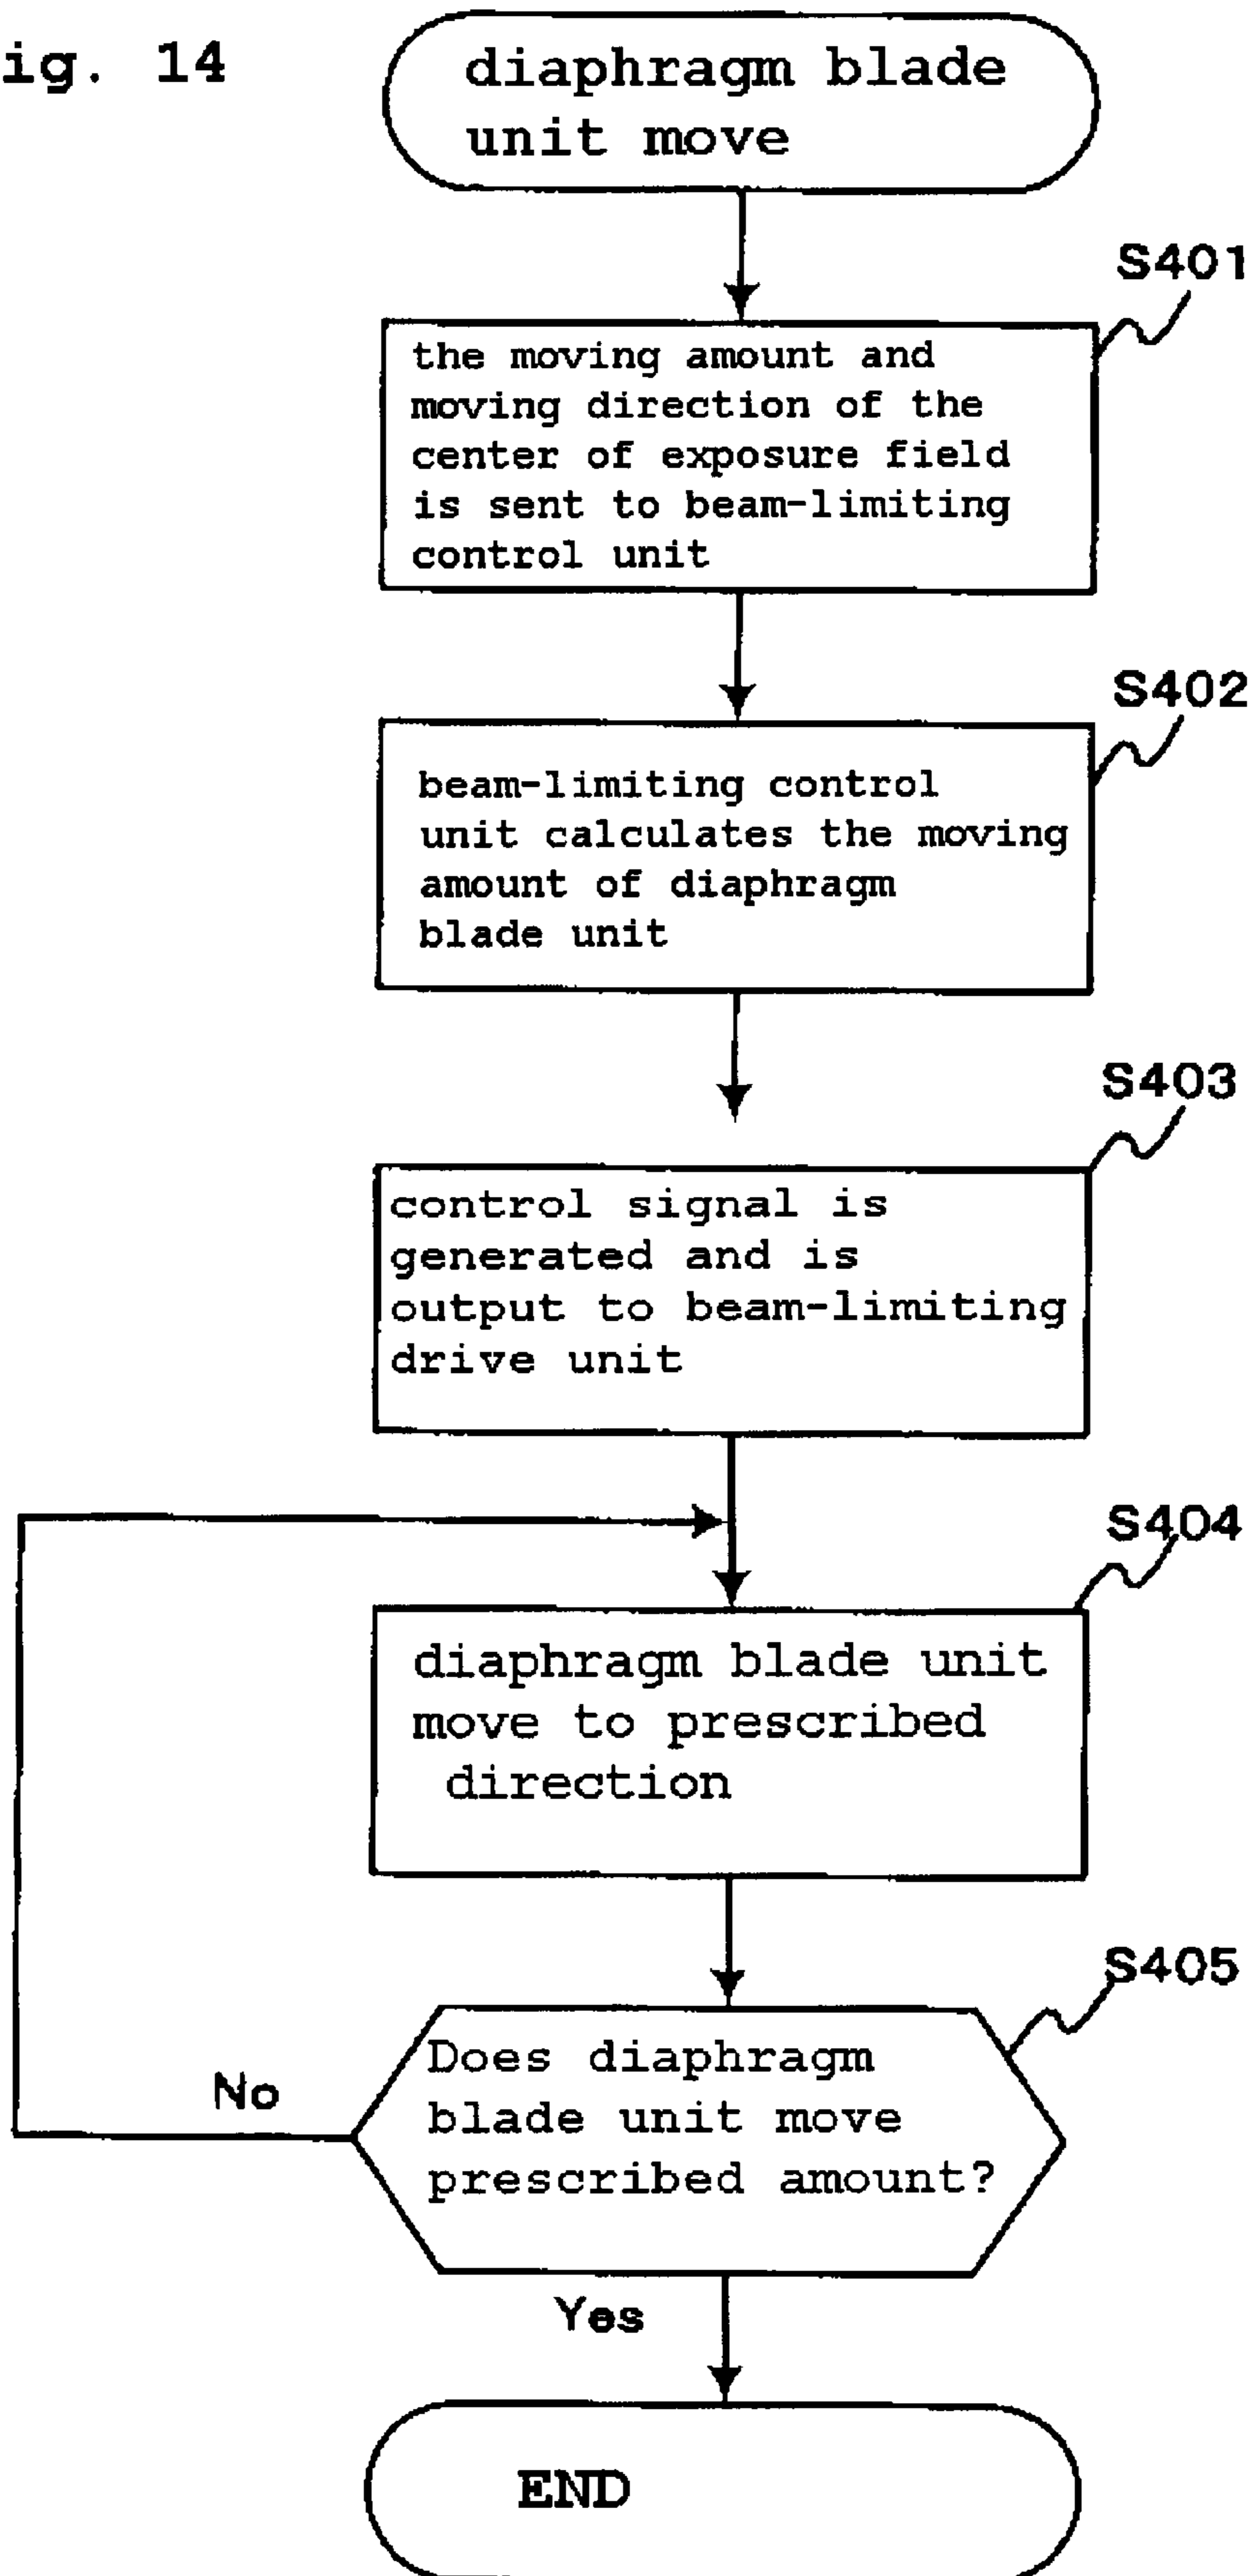 ig. 14
diaphragm blade
unit move
S401
the moving amount and
moving direction of the
center of exposure field
is sent to beam-limiting
control unit
S402
beam-limiting control
unit calculates the moving
amount of diaphragm
blade unit
S403
control signal is
generated and is
output to beam-limiting
drive unit
S404
diaphragm blade unit
move to prescribed
direction
S405
Does diaphragm
blade unit move
prescribed amount?
No
Yes
END